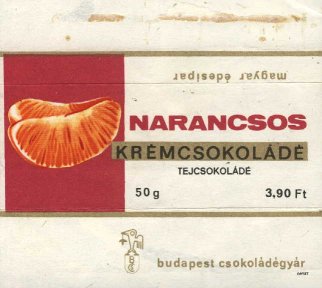 magyar édesipar
NARANCSOS
KRÉMCSOKOLÁDÉ
TEJCSOKOLÁDÉ
50 g 3,90 Ft
budapest csokoládégyár